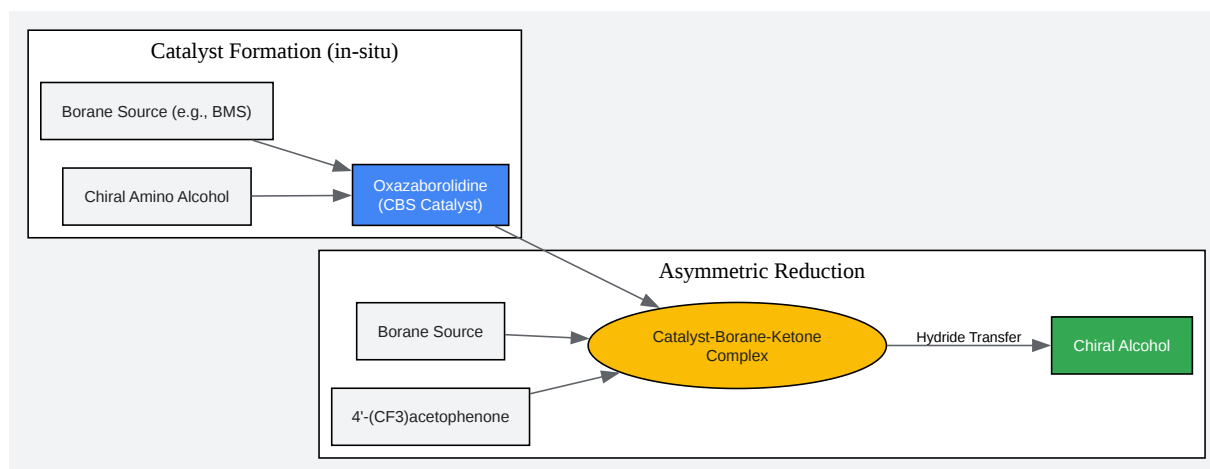 Catalyst Formation (in-situ)
Borane Source (e.g., BMS)
Chiral Amino Alcohol
Oxazaborolidine
(CBS Catalyst)
Asymmetric Reduction
Borane Source
4'-(CF3)acetophenone
Catalyst-Borane-Ketone
Complex
Hydride Transfer
Chiral Alcohol